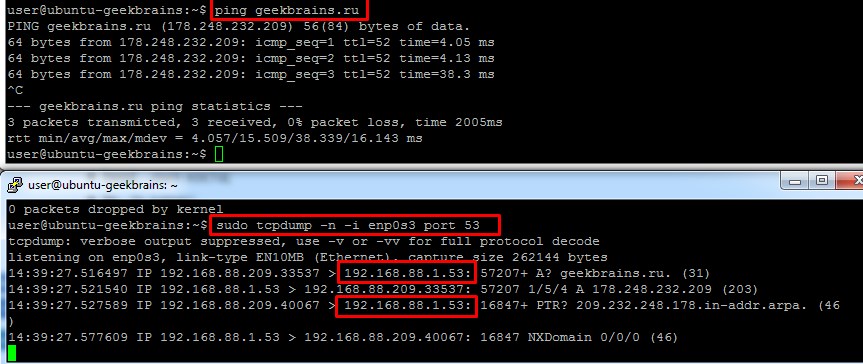 user@ubuntu-geekbrains:~$ ping geekbrains.ru
PING geekbrains.ru (178.248.232.209) 56(84) bytes of data.
64 bytes from 178.248.232.209: icmp_seq=1 ttl=52 time=4.05 ms
64 bytes from 178.248.232.209: icmp_seq=2 ttl=52 time=4.13 ms
64 bytes from 178.248.232.209: icmp_seq=3 ttl=52 time=38.3 ms
^C
--- geekbrains.ru ping statistics ---
3 packets transmitted, 3 received, 0% packet loss, time 2005ms
rtt min/avg/max/mdev = 4.057/15.509/38.339/16.143 ms
user@ubuntu-geekbrains:~$
user@ubuntu-geekbrains: ~
0 packets dropped by kernel
user@ubuntu-geekbrains:~$ sudo tcpdump -n -i enp0s3 port 53
tcpdump: verbose output suppressed, use -v or -vv for full protocol decode
listening on enp0s3, link-type EN10MB (Ethernet), capture size 262144 bytes
14:39:27.516497 IP 192.168.88.209.33537 > 192.168.88.1.53: 57207+ A? geekbrains.ru. (31)
14:39:27.521540 IP 192.168.88.1.53 > 192.168.88.209.33537: 57207 1/5/4 A 178.248.232.209 (203)
14:39:27.527589 IP 192.168.88.209.40067 > 192.168.88.1.53: 16847+ PTR? 209.232.248.178.in-addr.arpa. (46
)
14:39:27.577609 IP 192.168.88.1.53 > 192.168.88.209.40067: 16847 NXDomain 0/0/0 (46)